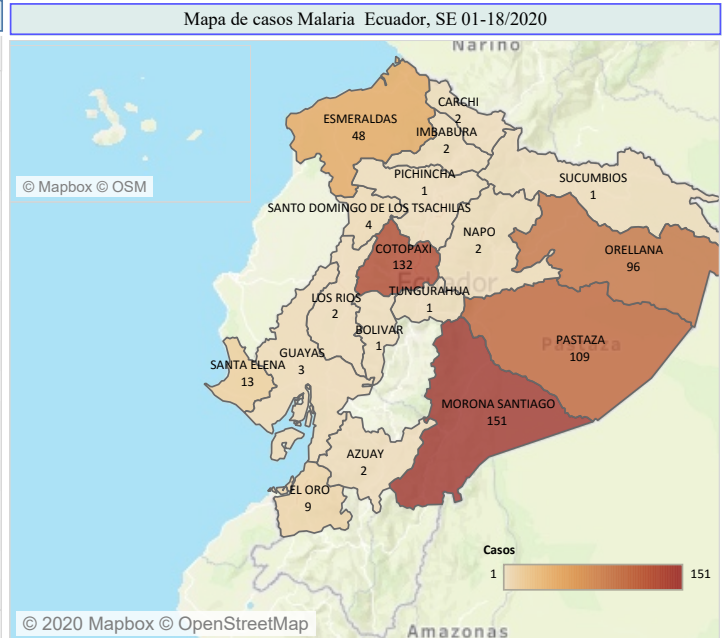 Mapa de casos Malaria Ecuador, SE 01-18/2020
Nariño
CARCHI
2
ESMERALDAS
48
IMBABURA
2
© Mapbox © OSM
PICHINCHA
1
SUCUMBIOS
1
SANTO DOMINGO DE LOS TSACHILAS
4
NAPO
2
COTOPAXI
132
ORELLANA
96
Ecuador
TUNGURAHUA
1
LOS RIOS
2
BOLIVAR
1
Pastaza
PASTAZA
109
GUAYAS
3
SANTA ELENA
13
MORONA SANTIAGO
151
AZUAY
2
EL ORO
9
Casos
1
151
© 2020 Mapbox © OpenStreetMap
Amazonas